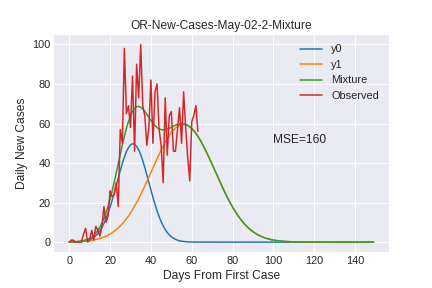 OR-New-Cases-May-02-2-Mixture
100
80
60
40
20
0
Daily New Cases
y0
y1
Mixture
Observed
MSE=160
0 20 40 60 80 100 120 140
Days From First Case